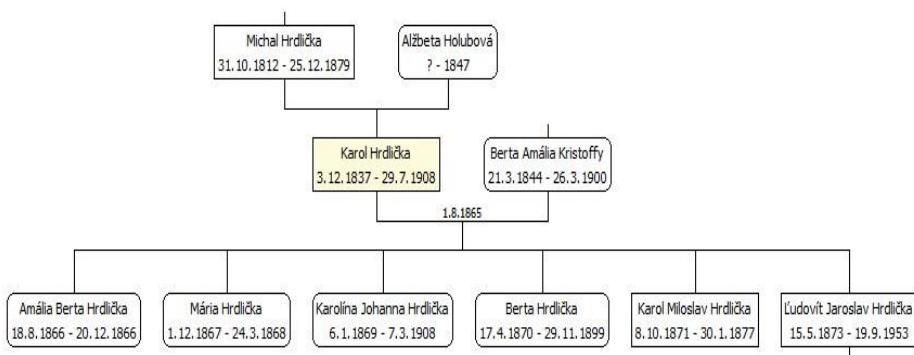 Michal Hrdlička
31.10.1812 - 25.12.1879
Alžbeta Holubová
? - 1847
Karol Hrdlička
3.12.1837 - 29.7.1908
Berta Amália Kristoffy
21.3.1844 - 26.3.1900
1.8.1865
Amália Berta Hrdlička
18.8.1866 - 20.12.1866
Mária Hrdlička
1.12.1867 - 24.3.1868
Karolína Johanna Hrdlička
6.1.1869 - 7.3.1908
Berta Hrdlička
17.4.1870 - 29.11.1899
Karol Miloslav Hrdlička
8.10.1871 - 30.1.1877
Ľudovít Jaroslav Hrdlička
15.5.1873 - 19.9.1953